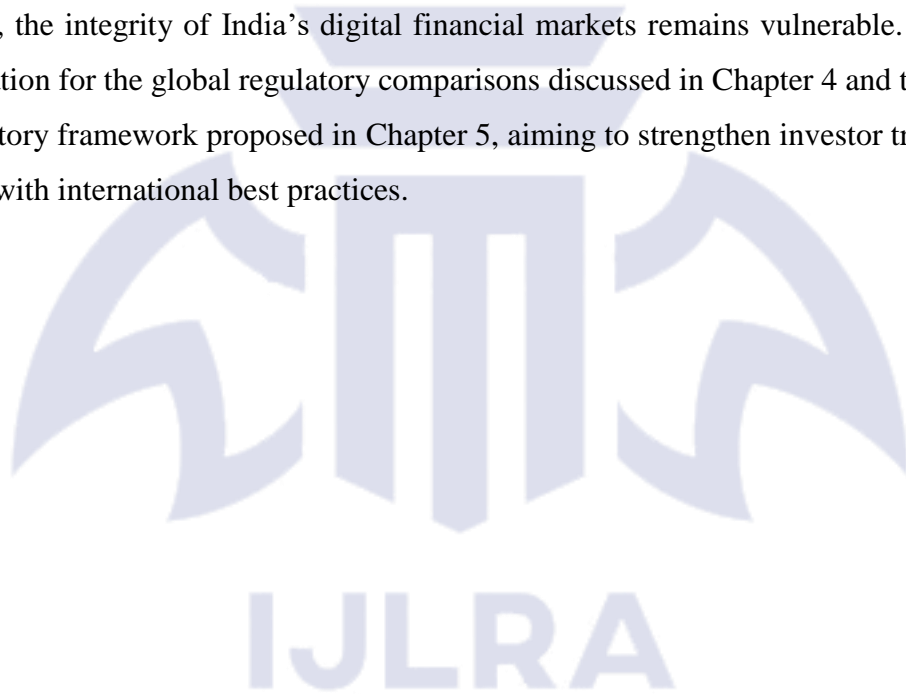 , the integrity of India’s digital financial markets remains vulnerable.
tion for the global regulatory comparisons discussed in Chapter 4 and t
tory framework proposed in Chapter 5, aiming to strengthen investor tr
with international best practices.
IJLRA